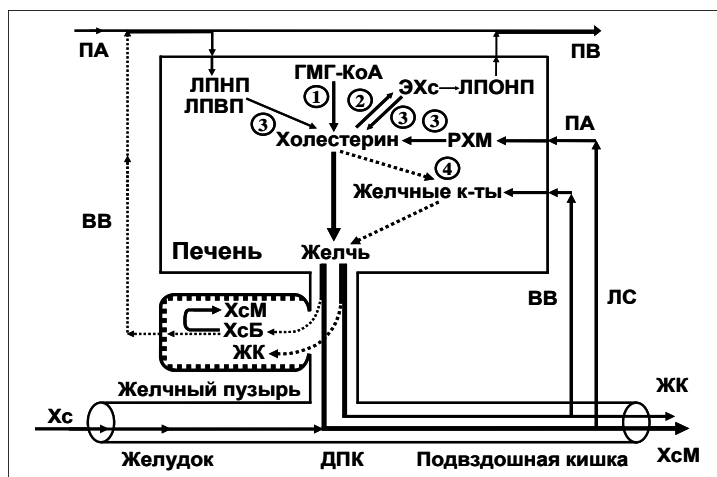 ПА
ПВ
ГМГ-КоА
ЛПНП
ЛПВП
ЭХс
ЛПОНП
1
2
3
3
3
Холестерин
РХМ
ПА
4
Желчные к-ты
ВВ
Печень
Желчь
ВВ
ЛС
ХсМ
ХсБ
ЖК
Желчный пузырь
ЖК
Хс
Желудок
ДПК
Подвздошная кишка
ХсМ